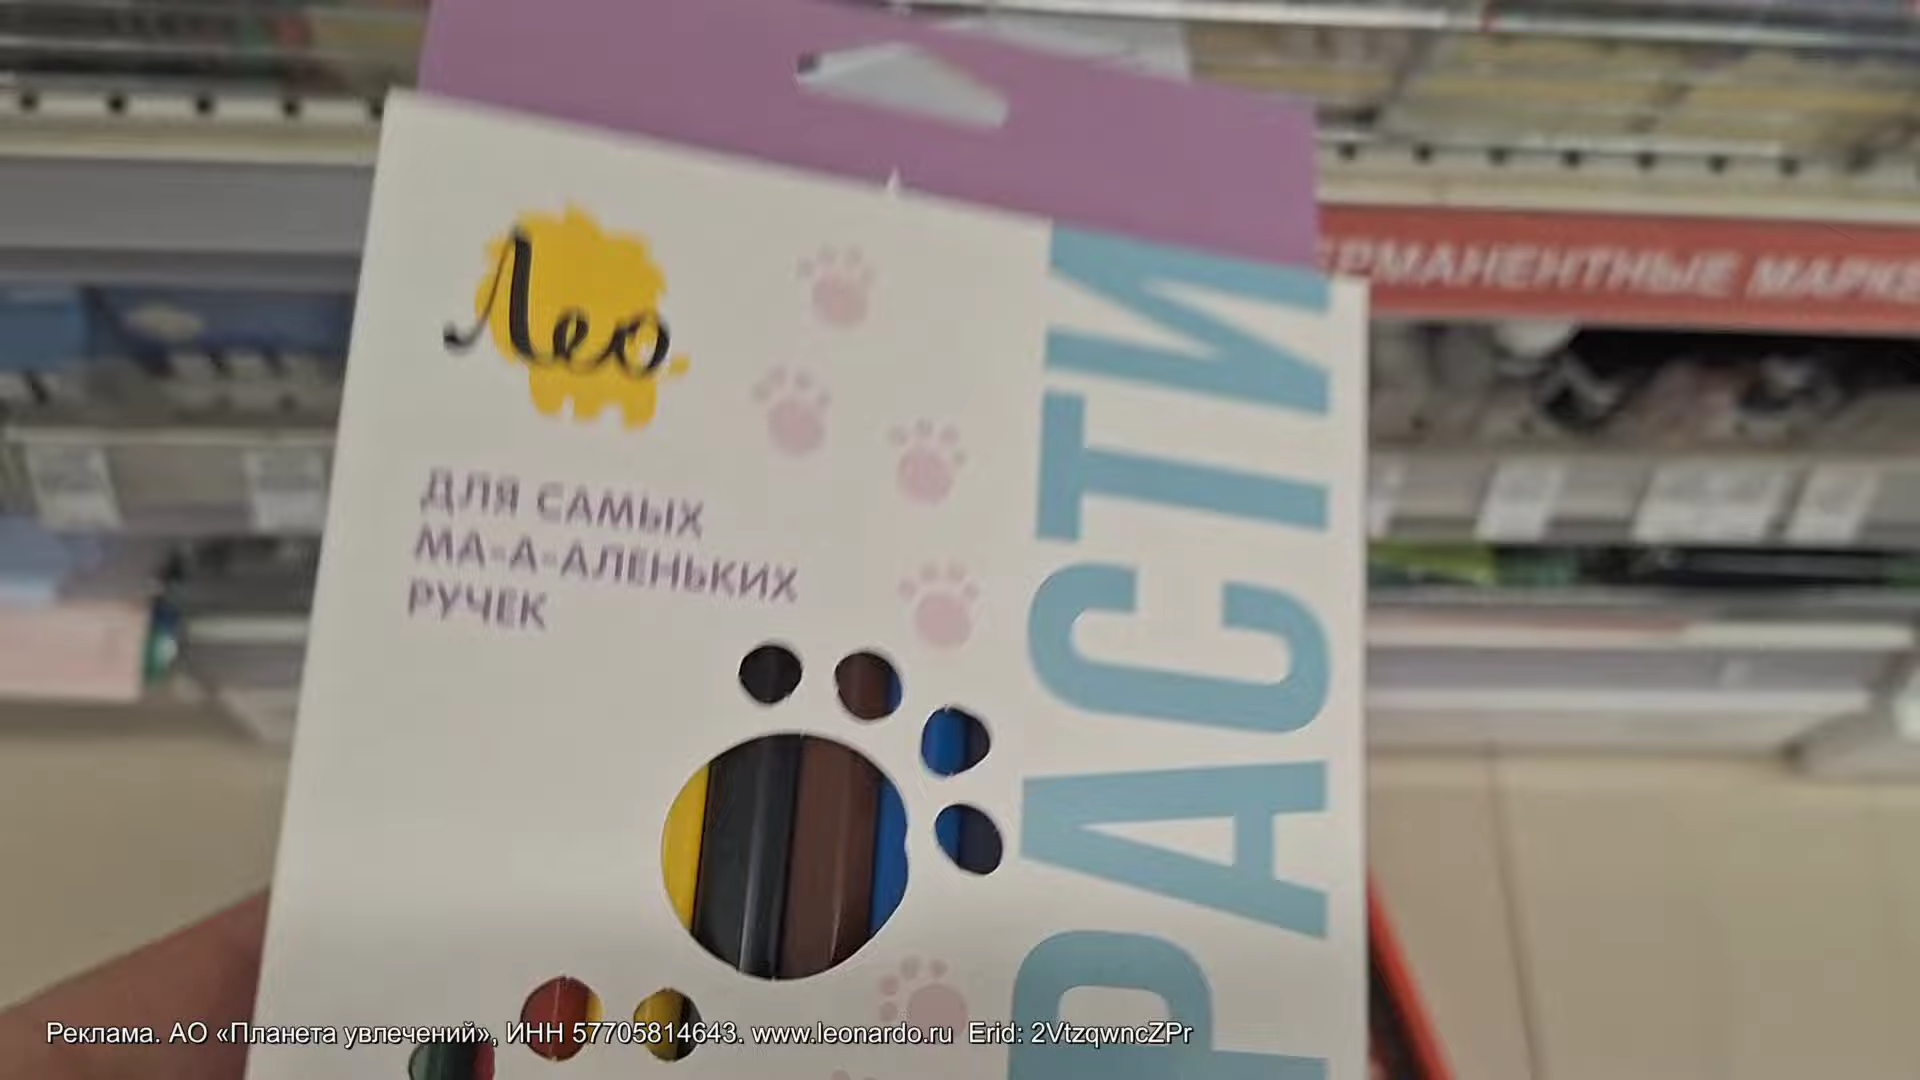 Лео
ДЛЯ САМЫХ
МА-А-АЛЕНЬКИХ
РУЧЕК
РАСТИ
ЕРМАНЕНТНЫЕ МАРКЕ
Реклама. АО «Планета увлечений», ИНН 57705814643. www.leonardo.ru Erid: 2VtzqwncZPr